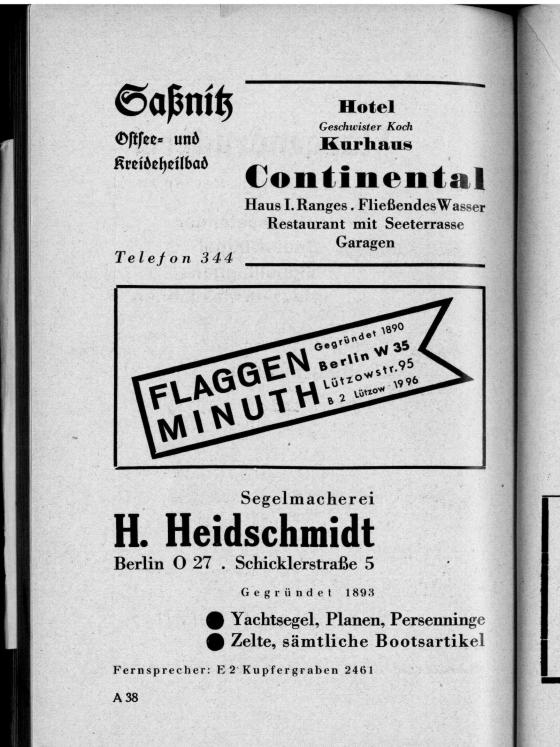 Saßnitz
Ostsee- und
Kreideheilbad
Telefon 344
Hotel
Geschwister Koch
Kurhaus
Continental
Haus I. Ranges . Fließendes Wasser
Restaurant mit Seeterrasse
Garagen
FLAGGEN
MINUTH
Gegründet 1890
Berlin W 35
Lützowstr. 95
B 2 Lützow 1996
Segelmacherei
H. Heidschmidt
Berlin O 27 . Schicklerstraße 5
Gegründet 1893
● Yachtsegel, Planen, Persenninge
● Zelte, sämtliche Bootsartikel
Fernsprecher: E 2 Kupfergraben 2461
A 38